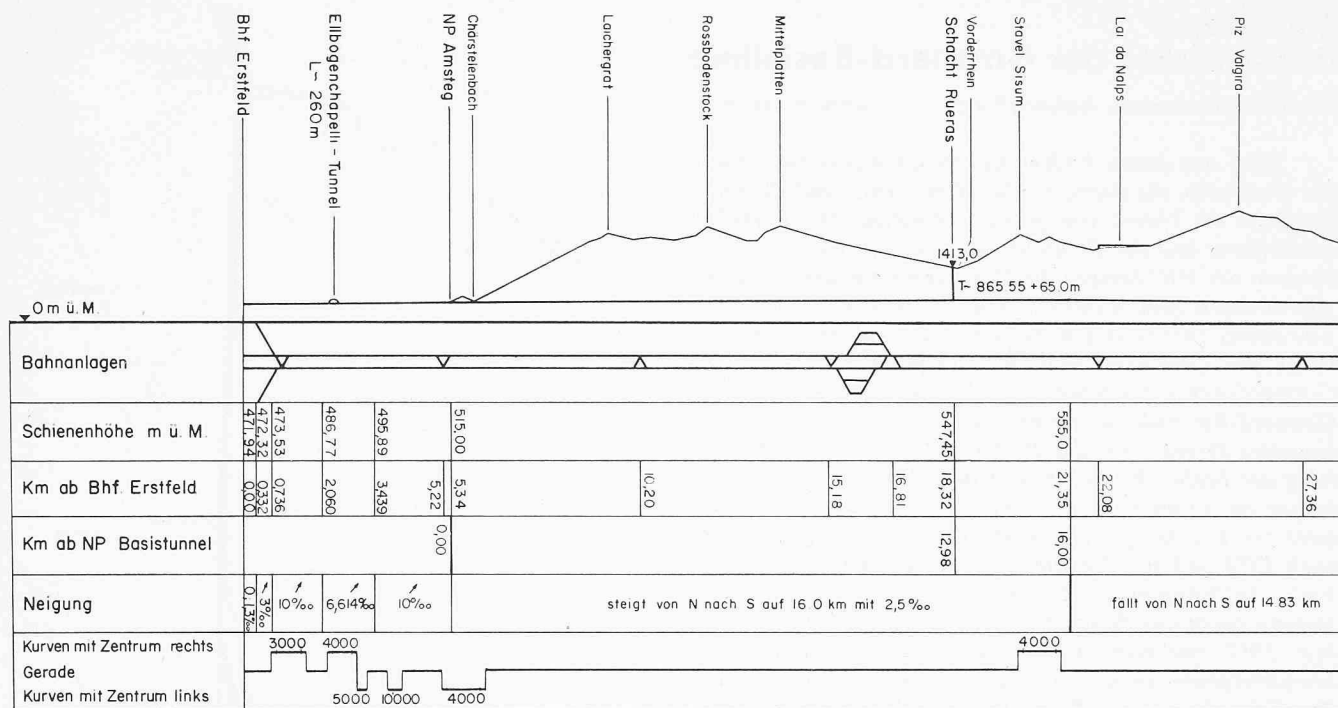 Bhf Erstfeld
Ellbogenchapelli-Tunnel
L~ 260m
NP Amsteg
Chärstelenbach
Laichergrat
Rossbodenstock
Mittelplatten
Schacht Rueras
Vorderrhein
Stavel Sisum
Lai da Nalps
Piz Valgira
1413,0
T~ 865 55 +65.0m
0 m ü. M.
Bahnanlagen
Schienenhöhe m ü. M.
471,94
472,32
473,53
486,77
495,89
515,00
547,45
555,0
Km ab Bhf. Erstfeld
0,00
0,332
0,736
2,060
3,439
5,22
5,34
10,20
15,18
16,81
18,32
21,35
22,08
27,36
Km ab NP Basistunnel
0,00
12,98
16,00
Neigung
0,13‰
3‰
10‰
6,614‰
10‰
steigt von N nach S auf 16.0 km mit 2,5‰
fällt von N nach S auf 14.83 km
Kurven mit Zentrum rechts
3000
4000
4000
Gerade
Kurven mit Zentrum links
5000
10000
4000